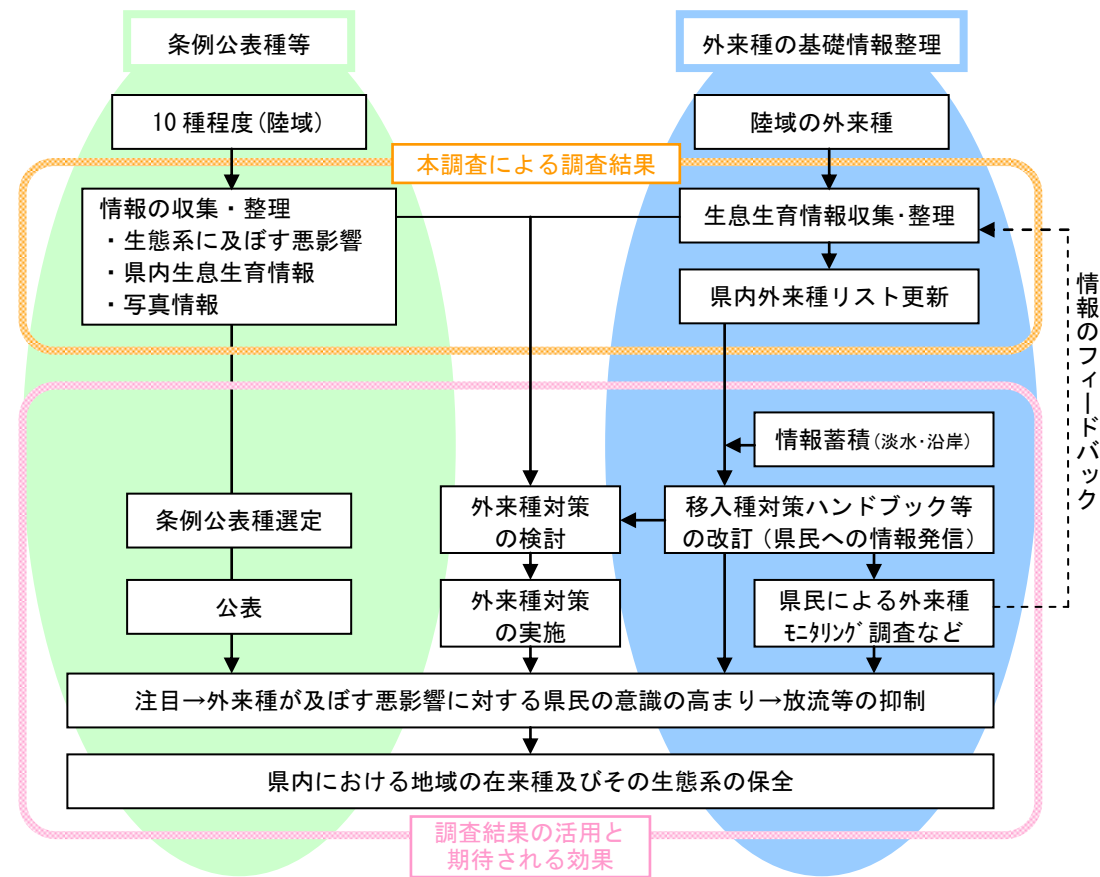 条例公表種等
外来種の基礎情報整理
10種程度(陸域)
陸域の外来種
本調査による調査結果
情報の収集・整理
・生態系に及ぼす悪影響
・県内生息生育情報
・写真情報
生息生育情報収集･整理
県内外来種リスト更新
情報のフィードバック
情報蓄積(淡水･沿岸)
条例公表種選定
外来種対策
の検討
移入種対策ハンドブック等
の改訂(県民への情報発信)
公表
外来種対策
の実施
県民による外来種
ﾓﾆﾀﾘﾝｸﾞ調査など
注目→外来種が及ぼす悪影響に対する県民の意識の高まり→放流等の抑制
県内における地域の在来種及びその生態系の保全
調査結果の活用と
期待される効果